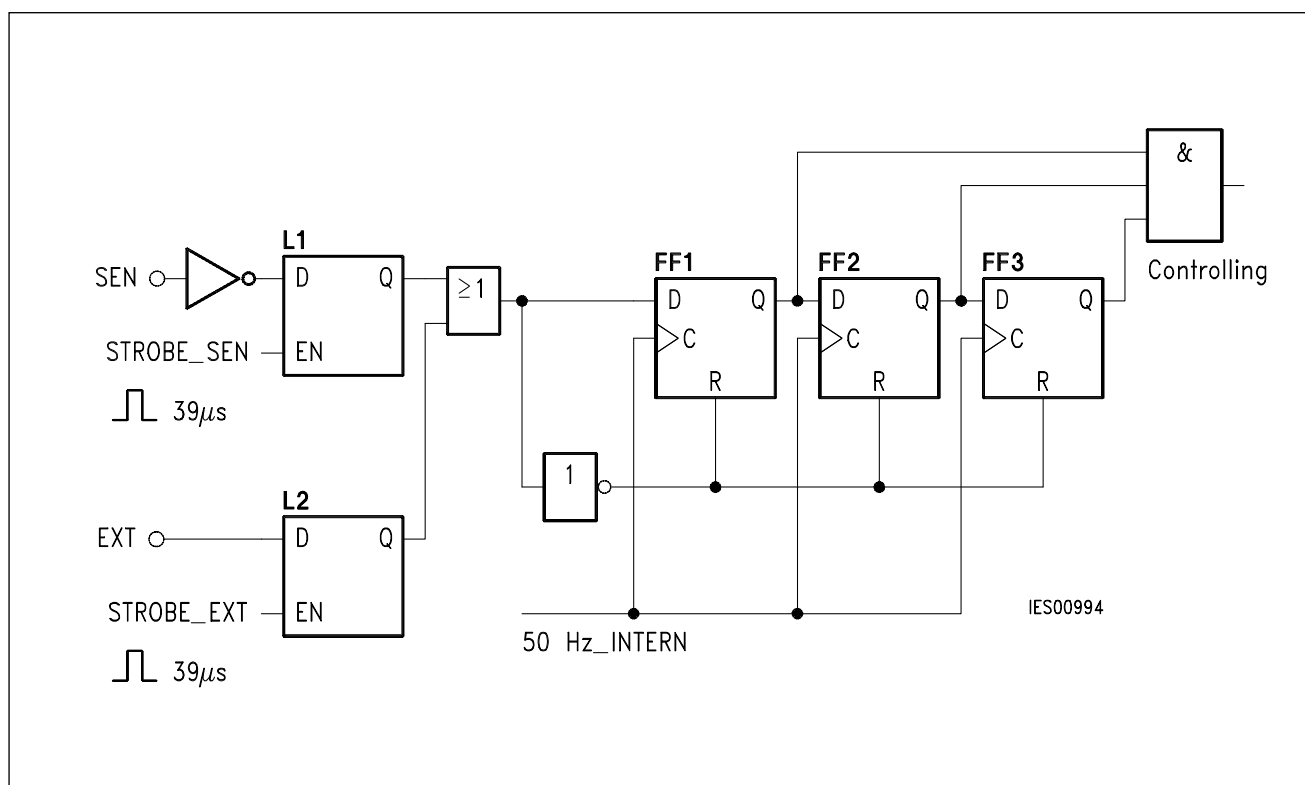 &
Controlling
L1
SEN
D Q
STROBE_SEN EN
39μs
≥1
FF1
D Q
C
R
FF2
D Q
C
R
FF3
D Q
C
R
1
L2
EXT
D Q
STROBE_EXT EN
39μs
50 Hz_INTERN
IES00994